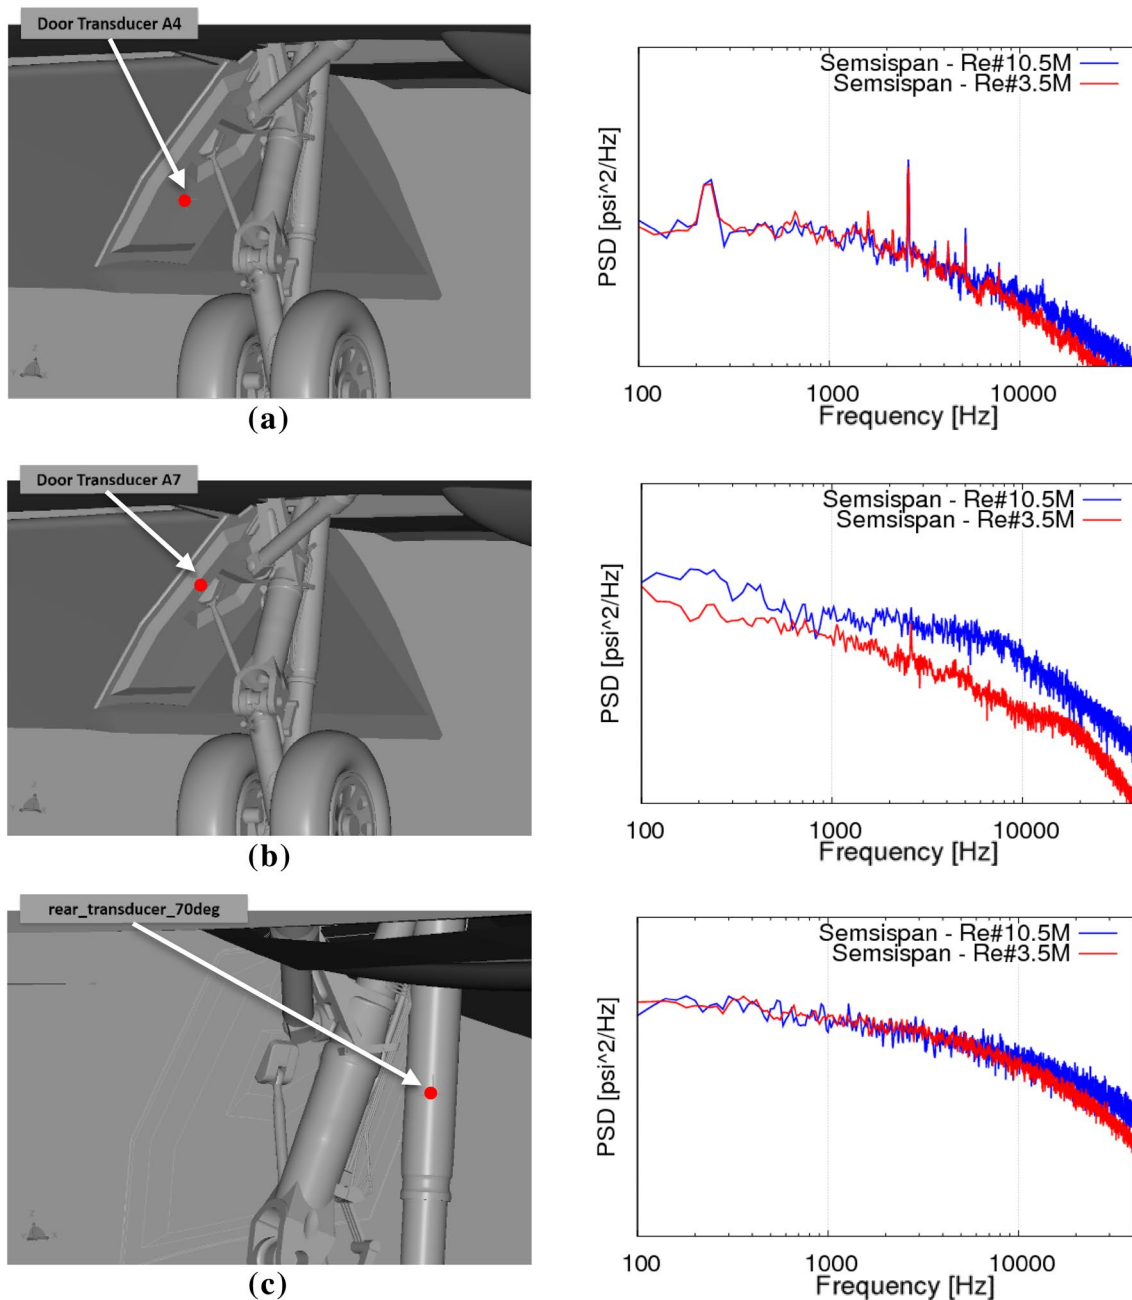 Door Transducer A4
Semsispan - Re#10.5M
Semsispan - Re#3.5M
PSD [psi^2/Hz]
100 1000 10000
Frequency [Hz]
(a)
Door Transducer A7
Semsispan - Re#10.5M
Semsispan - Re#3.5M
PSD [psi^2/Hz]
100 1000 10000
Frequency [Hz]
(b)
rear_transducer_70deg
Semsispan - Re#10.5M
Semsispan - Re#3.5M
PSD [psi^2/Hz]
100 1000 10000
Frequency [Hz]
(c)